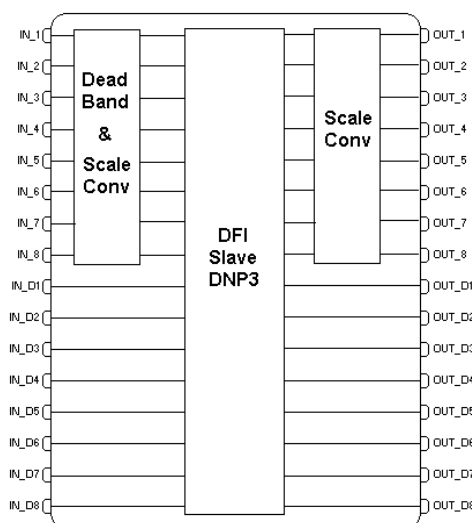 IN_1
IN_2
IN_3
IN_4
IN_5
IN_6
IN_7
IN_8
IN_D1
IN_D2
IN_D3
IN_D4
IN_D5
IN_D6
IN_D7
IN_D8
Dead
Band
&
Scale
Conv
DFI
Slave
DNP3
Scale
Conv
OUT_1
OUT_2
OUT_3
OUT_4
OUT_5
OUT_6
OUT_7
OUT_8
OUT_D1
OUT_D2
OUT_D3
OUT_D4
OUT_D5
OUT_D6
OUT_D7
OUT_D8